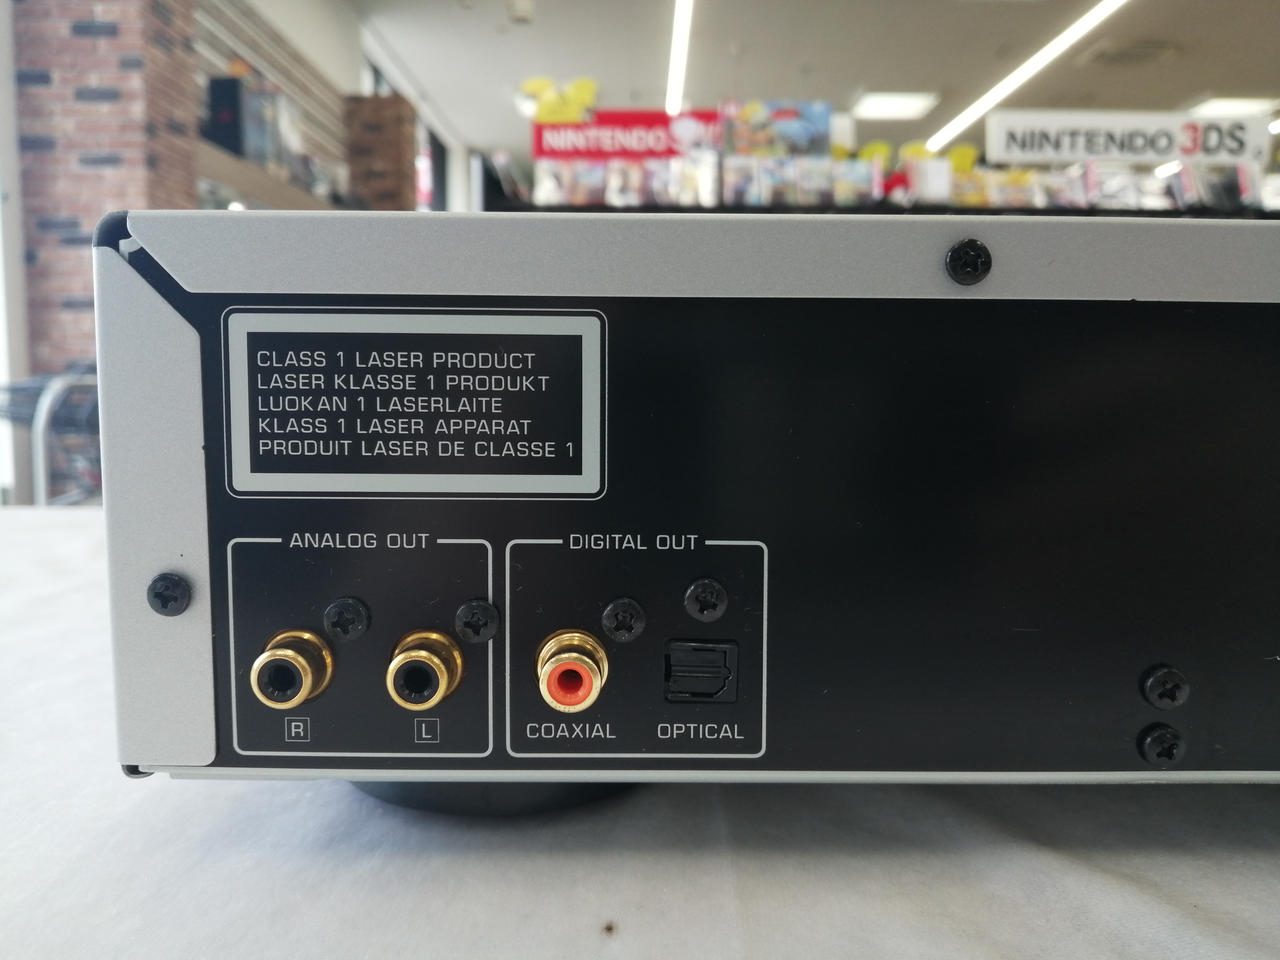 NINTENDO
NINTENDO 3DS
CLASS 1 LASER PRODUCT
LASER KLASSE 1 PRODUKT
LUOKAN 1 LASERLAITE
KLASS 1 LASER APPARAT
PRODUIT LASER DE CLASSE 1
ANALOG OUT
DIGITAL OUT
R
L
COAXIAL
OPTICAL